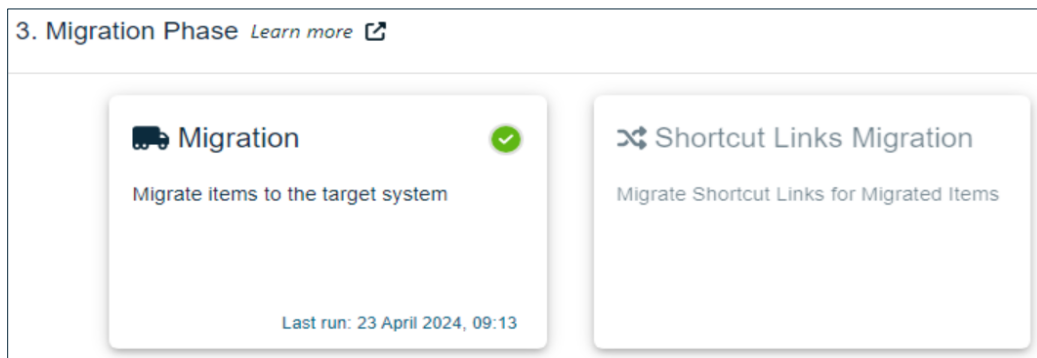 3. Migration Phase Learn more
Migration
Migrate items to the target system
Last run: 23 April 2024, 09:13
Shortcut Links Migration
Migrate Shortcut Links for Migrated Items